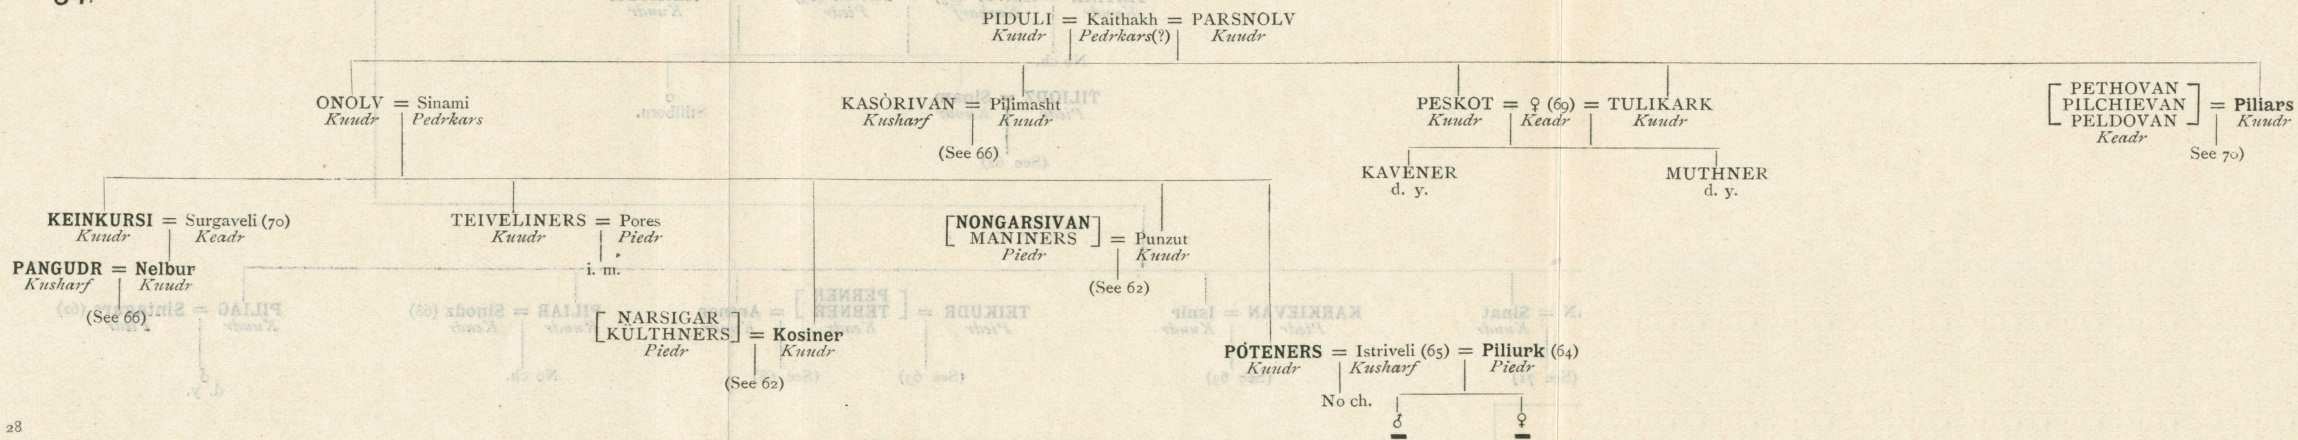 PIDULI = Kaithakh = PARSNOLV
Kuudr Pedrkars(?) Kuudr
ONOLV = Sinami
Kuudr Pedrkars
KASÒRIVAN = Pilimasht
Kusharf Kuudr
(See 66)
PESKOT = ♀ (69) = TULIKARK
Kuudr Keadr Kuudr
KAVENER
d. y.
MUTHNER
d. y.
PETHOVAN
PILCHIEVAN = Piliars
PELDOVAN Kuudr
Keadr
See 70)
KEINKURSI = Surgaveli (70)
Kuudr Keadr
PANGUDR = Nelbur
Kusharf Kuudr
(See 66)
TEIVELINERS = Pores
Kuudr Piedr
i. m.
NARSIGAR
KÜLTHNERS = Kosiner
Piedr Kuudr
(See 62)
NONGARSIVAN
MANINERS = Punzut
Piedr Kuudr
(See 62)
PÓTENERS = Istriveli (65) = Piliurk (64)
Kuudr Kusharf Piedr
No ch.
♂ ♀
28